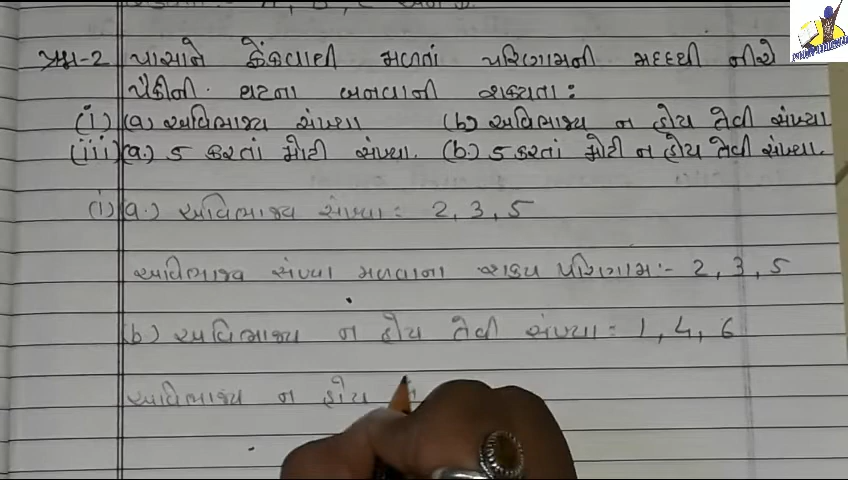 પ્રશ્ન-2 પાસાને ફેંકવાથી મળતાં પરિણામની મદદથી નીચે
પૈકીની ઘટના બનવાની શક્યતા :
(i) (a) અવિભાજ્ય સંખ્યા (b) અવિભાજ્ય ન હોય તેવી સંખ્યા
(iii) (a.) 5 કરતાં મોટી સંખ્યા. (b.) 5 કરતાં મોટી ન હોય તેવી સંખ્યા.
(i) (a.) અવિભાજ્ય સંખ્યા : 2, 3, 5
અવિભાજ્ય સંખ્યા મળવાના શક્ય પરિણામ :- 2, 3, 5
(b) અવિભાજ્ય ન હોય તેવી સંખ્યા : 1, 4, 6
અવિભાજ્ય ન હોય